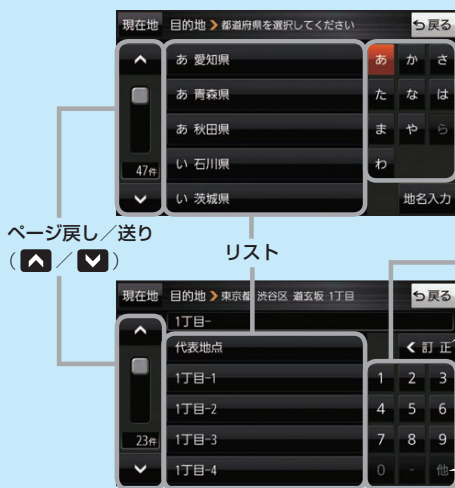 現在地 目的地 > 都道府県を選択してください 戻る
あ 愛知県 あ か さ
あ 青森県 た な は
あ 秋田県 ま や ら
い 石川県 わ
47件
い 茨城県 地名入力
ページ戻し／送り
（ ／ ）
リスト
現在地 目的地 > 東京都 渋谷区 道玄坂 1丁目 戻る
1丁目-
代表地点 訂 正
1丁目-1 1 2 3
1丁目-2 4 5 6
1丁目-3 7 8 9
23件
1丁目-4 0 - 他